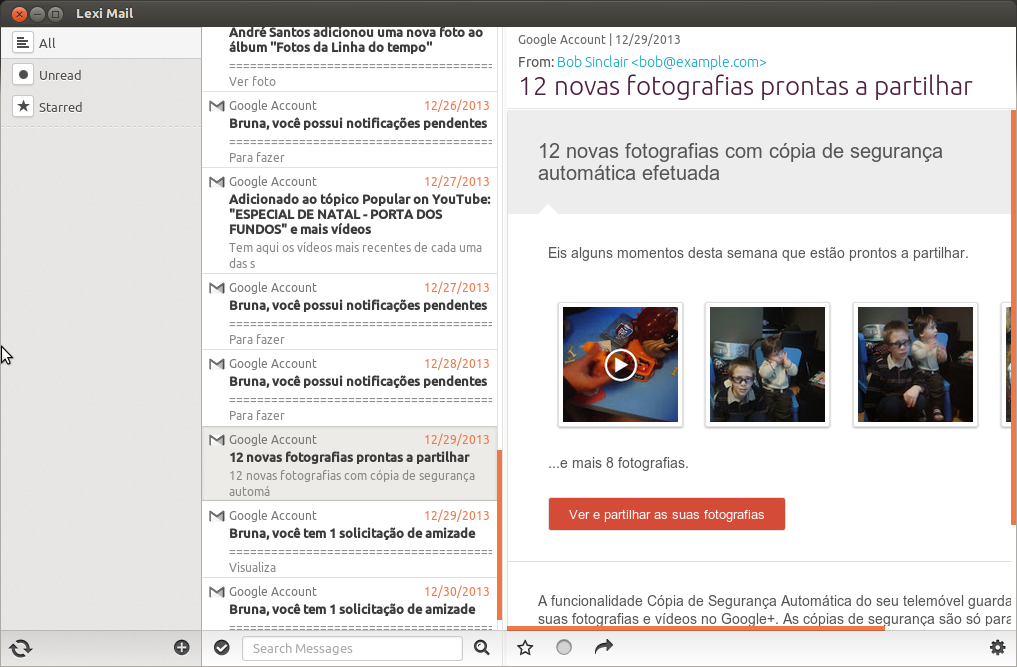 Lexi Mail
All
Unread
Starred
André Santos adicionou uma nova foto ao
álbum "Fotos da Linha do tempo"
======================================
Ver foto
Google Account 12/26/2013
Bruna, você possui notificações pendentes
======================================
Para fazer
Google Account 12/27/2013
Adicionado ao tópico Popular on YouTube:
"ESPECIAL DE NATAL - PORTA DOS
FUNDOS" e mais vídeos
Tem aqui os vídeos mais recentes de cada uma
das s
Google Account 12/27/2013
Bruna, você possui notificações pendentes
======================================
Para fazer
Google Account 12/28/2013
Bruna, você possui notificações pendentes
======================================
Para fazer
Google Account 12/29/2013
12 novas fotografias prontas a partilhar
12 novas fotografias com cópia de segurança
automá
Google Account 12/29/2013
Bruna, você tem 1 solicitação de amizade
======================================
Visualiza
Google Account 12/30/2013
Bruna, você tem 1 solicitação de amizade
Search Messages
Google Account | 12/29/2013
From: Bob Sinclair <bob@example.com>
12 novas fotografias prontas a partilhar
12 novas fotografias com cópia de segurança
automática efetuada
Eis alguns momentos desta semana que estão prontos a partilhar.
...e mais 8 fotografias.
Ver e partilhar as suas fotografias
A funcionalidade Cópia de Segurança Automática do seu telemóvel guarda
suas fotografias e vídeos no Google+. As cópias de segurança são só para